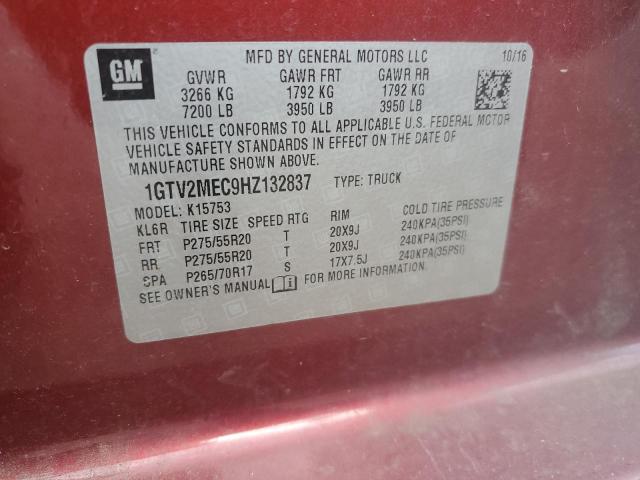 GM
MFD BY GENERAL MOTORS LLC 10/16
GVWR GAWR FRT GAWR RR
3266 KG 1792 KG 1792 KG
7200 LB 3950 LB 3950 LB
THIS VEHICLE CONFORMS TO ALL APPLICABLE U.S. FEDERAL MOTOR
VEHICLE SAFETY STANDARDS IN EFFECT ON THE DATE OF
MANUFACTURE SHOWN ABOVE.
1GTV2MEC9HZ132837 TYPE: TRUCK
MODEL: K15753
KL6R TIRE SIZE SPEED RTG RIM COLD TIRE PRESSURE
FRT P275/55R20 T 20X9J 240KPA(35PSI)
RR P275/55R20 T 20X9J 240KPA(35PSI)
SPA P265/70R17 S 17X7.5J 240KPA(35PSI)
SEE OWNER'S MANUAL FOR MORE INFORMATION.